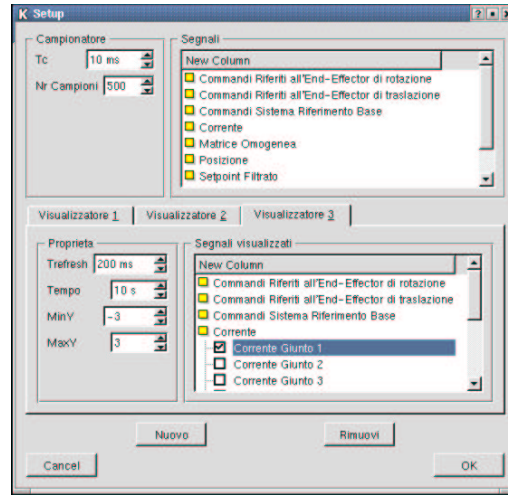 K Setup
Campionatore
Tc 10 ms
Nr Campioni 500
Segnali
New Column
Commandi Riferiti all'End-Effector di rotazione
Commandi Riferiti all'End-Effector di traslazione
Commandi Sistema Riferimento Base
Corrente
Matrice Omogenea
Posizione
Setpoint Filtrato
Visualizzatore 1 Visualizzatore 2 Visualizzatore 3
Proprieta
Trefresh 200 ms
Tempo 10 s
MinY -3
MaxY 3
Segnali visualizzati
New Column
Commandi Riferiti all'End-Effector di rotazione
Commandi Riferiti all'End-Effector di traslazione
Commandi Sistema Riferimento Base
Corrente
Corrente Giunto 1
Corrente Giunto 2
Corrente Giunto 3
Nuovo Rimuovi
Cancel OK